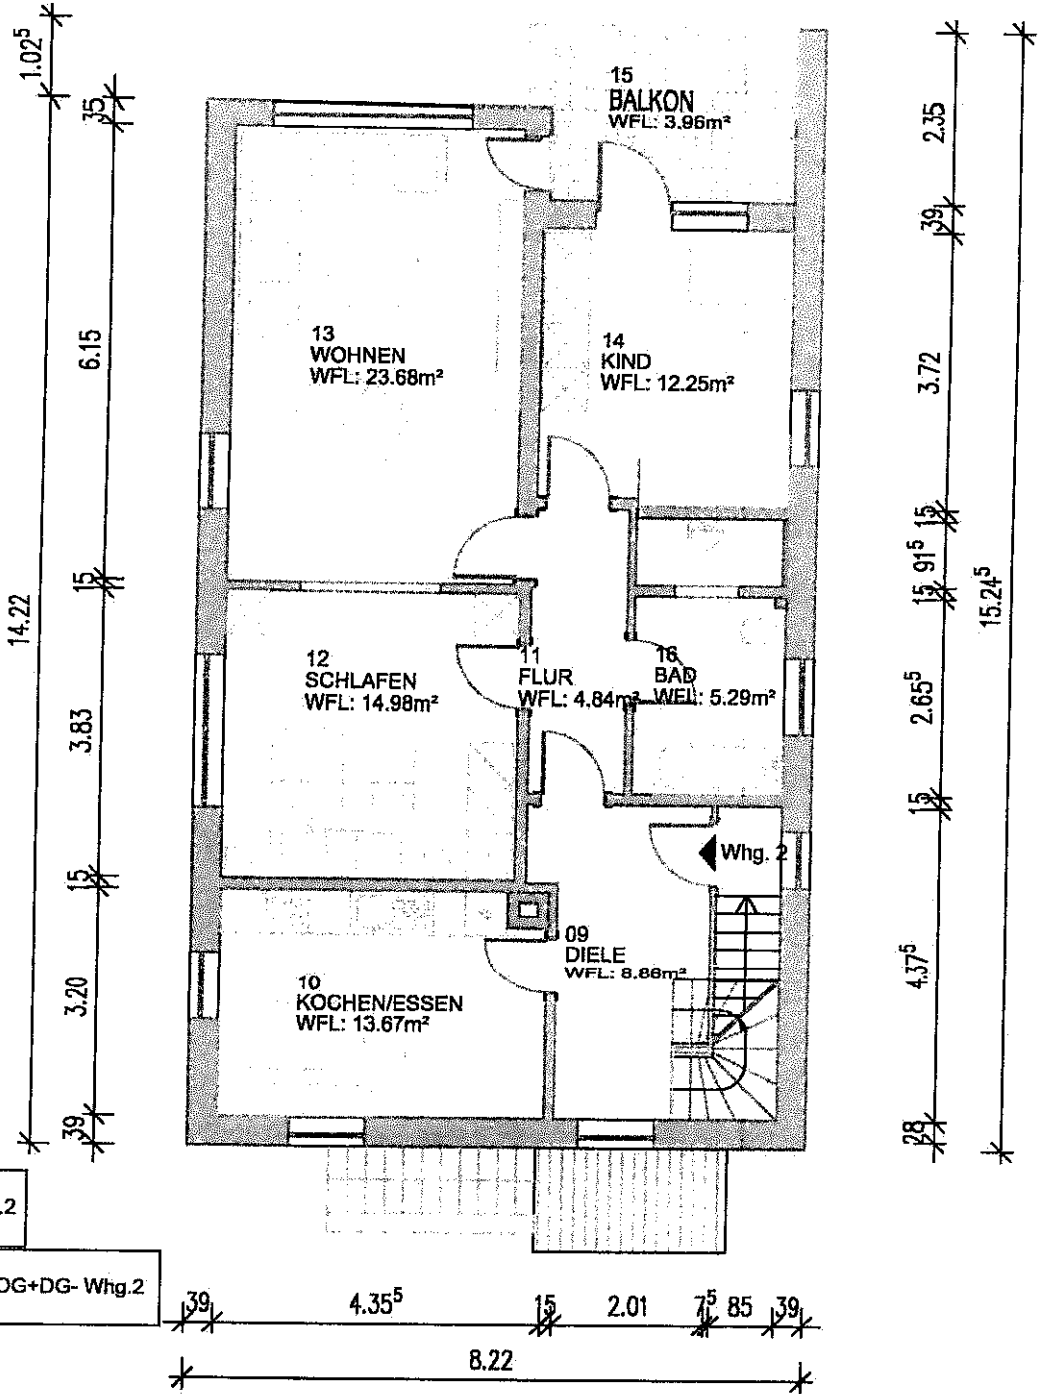 1.02⁵
35
6.15
15
14.22
3.83
15
3.20
39
15
BALKON
WFL: 3.96m²
13
WOHNEN
WFL: 23.68m²
14
KIND
WFL: 12.25m²
12
SCHLAFEN
WFL: 14.98m²
11
FLUR
WFL: 4.84m²
16
BAD
WFL: 5.29m²
Whg. 2
09
DIELE
WFL: 8.86m²
10
KOCHEN/ESSEN
WFL: 13.67m²
2.35
39
3.72
15
91⁵
15
2.65⁵
15
4.37⁵
28
15.24⁵
.2
OG+DG- Whg.2
39
4.35⁵
15
2.01
7⁵
85
39
8.22